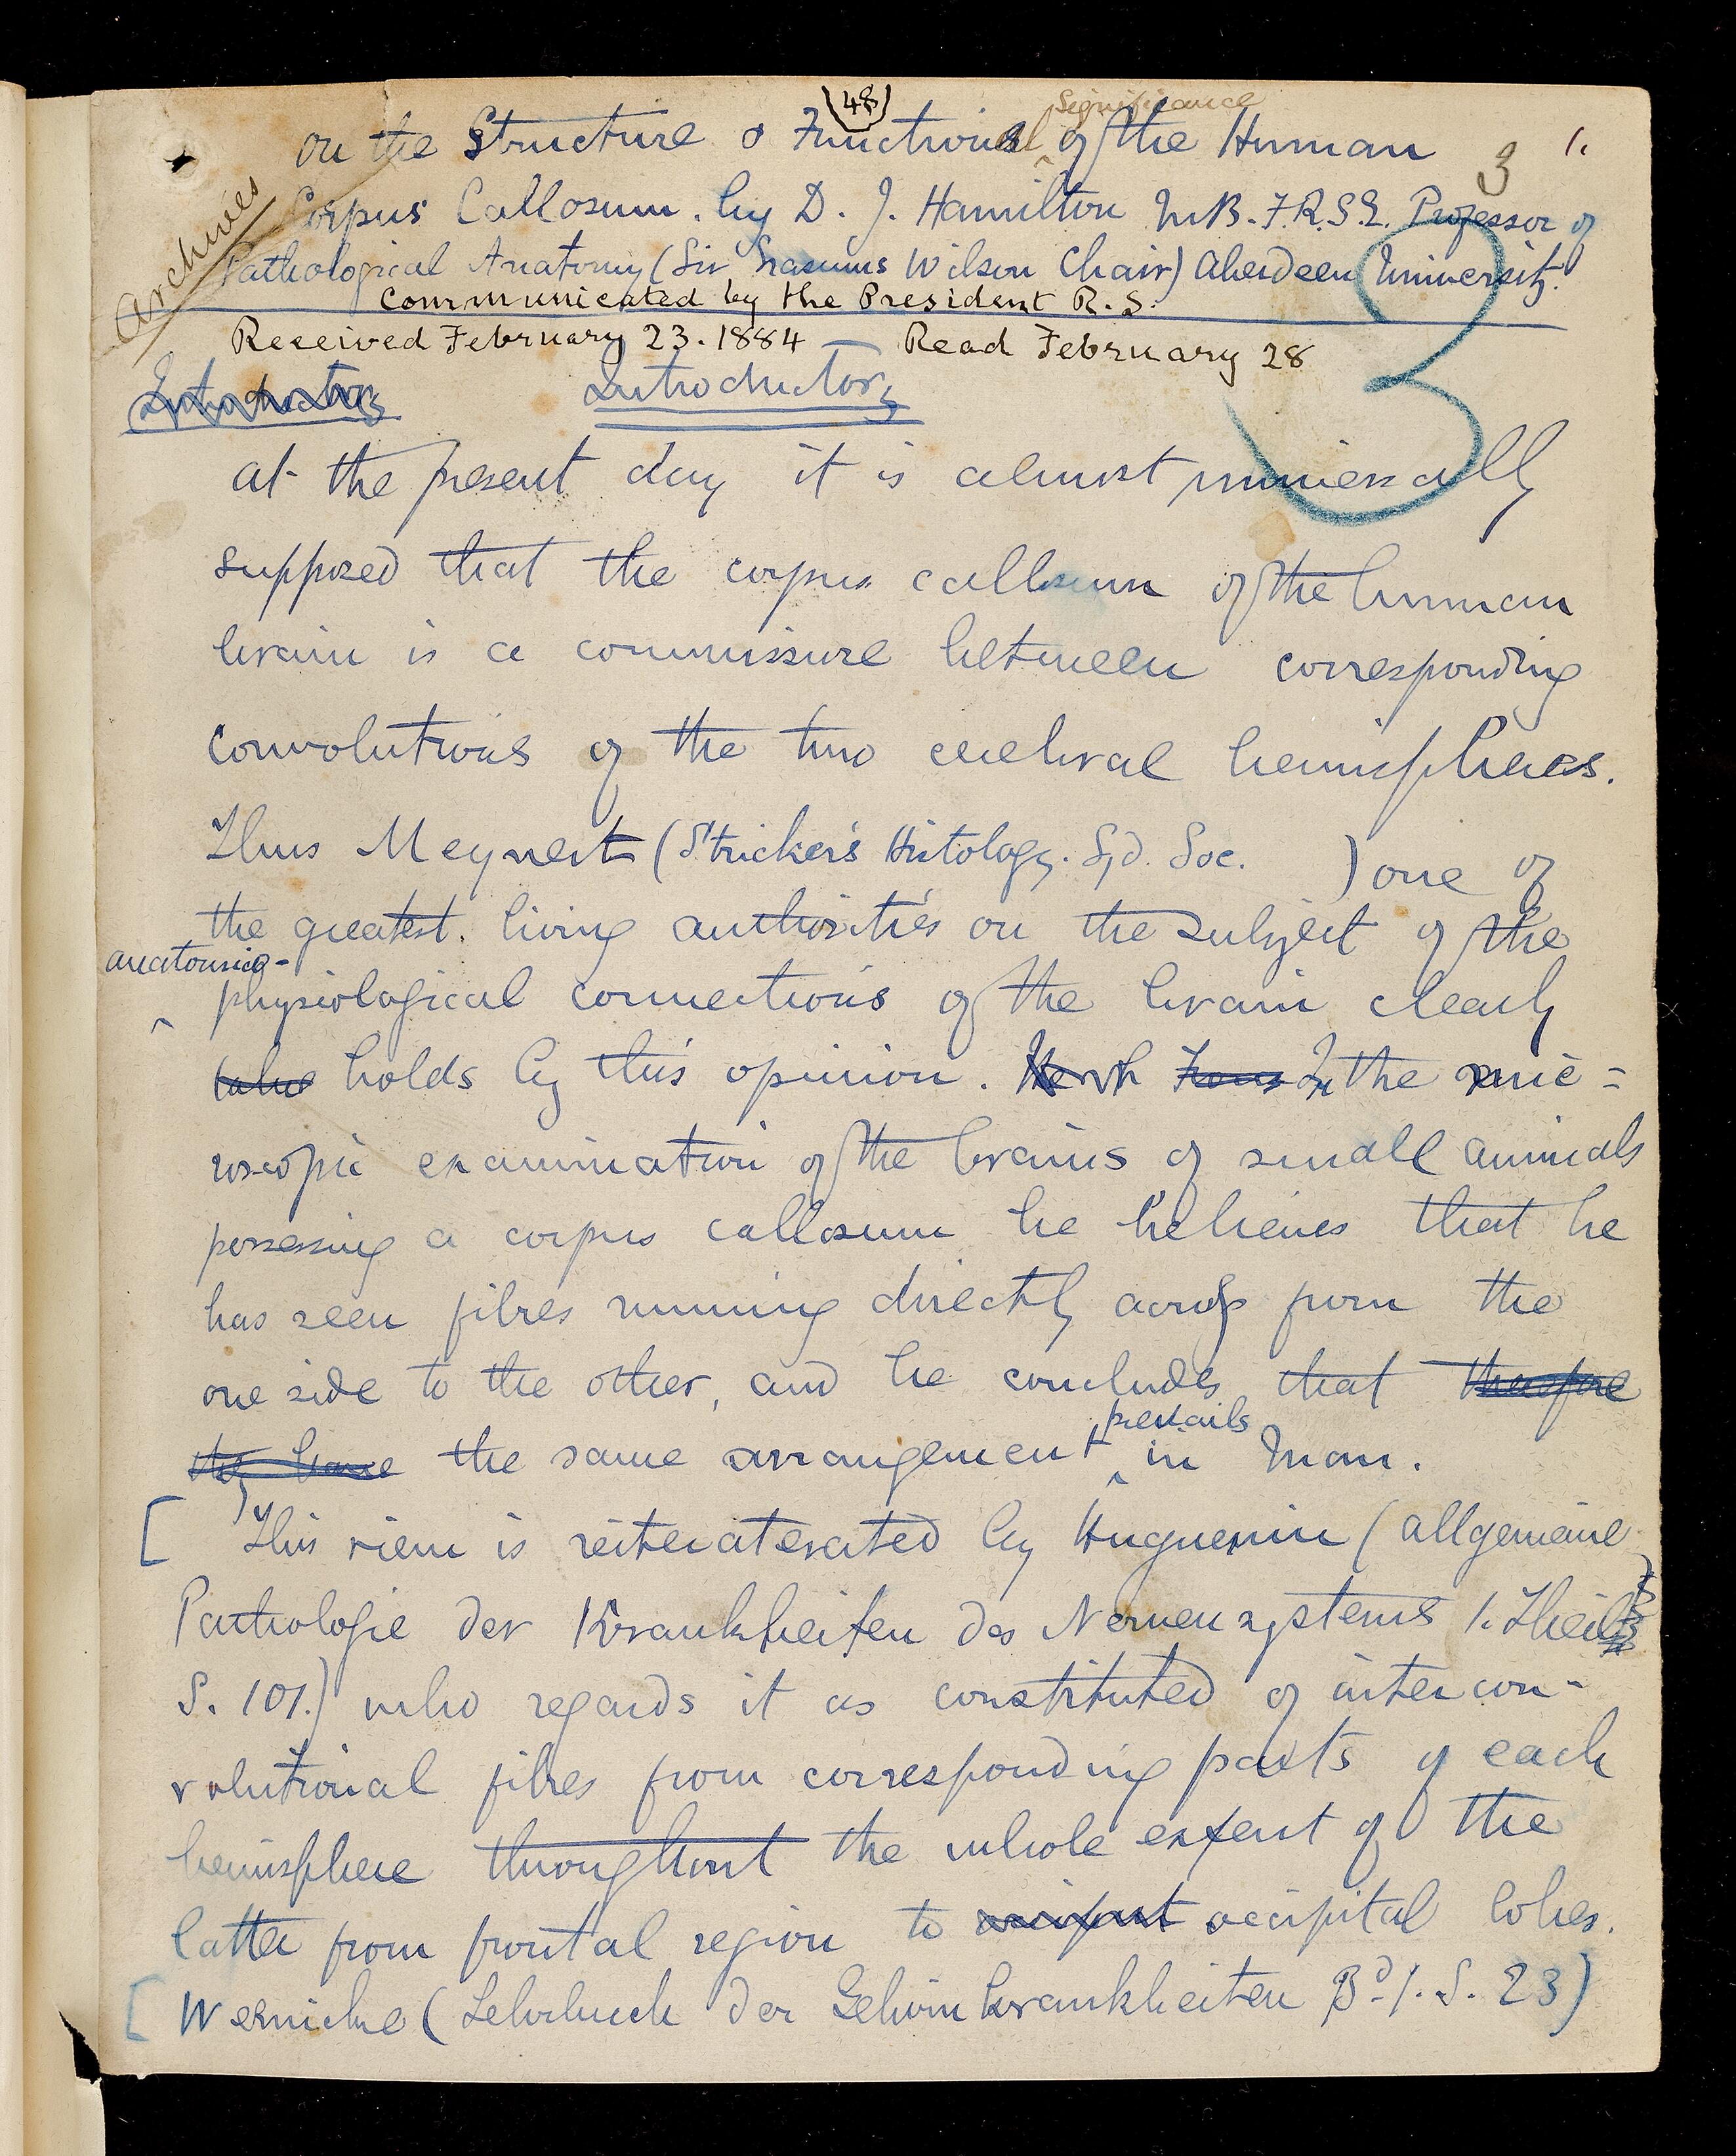 (48)
Significance
On the Structure & Functional of the Human 3 1.
Corpus Callosum. by D. J. Hamilton M.B. F.R.S.E. Professor of
Archives
Pathological Anatomy (Sir Erasmus Wilson Chair) Aberdeen University.
Communicated by the President R. S.
3
Received February 23. 1884 — Read February 28
Introductory Introductory
At the present day it is almost universally
supposed that the corpus callosum of the human
brain is a commissure between corresponding
convolutions of the two cerebral hemispheres.
Thus Meynert (Stricker's Histology. Syd. Soc. ) one of
the greatest living authorities on the subject of the
anatomico-
physiological connections of the brain clearly
holds by this opinion. In the mic=
roscopic examination of the brains of small animals
possessing a corpus callosum he believes that he
has seen fibres running directly across from the
one side to the other, and he concludes that therefore
prevails
they have the same arrangement in Man.
[ This view is reiteraterated by Huguenin (Allgemeine
Pathologie der Krankheiten des Nervensystems 1. Theil
S. 101.) who regards it as constituted of intercon-
volutional fibres from corresponding parts of each
hemisphere throughout the whole extent of the
latter from frontal region to occiput occipital lobes.
[ Wernicke (Lehrbuch der Gehirnkrankheiten Bd. 1. S. 23)